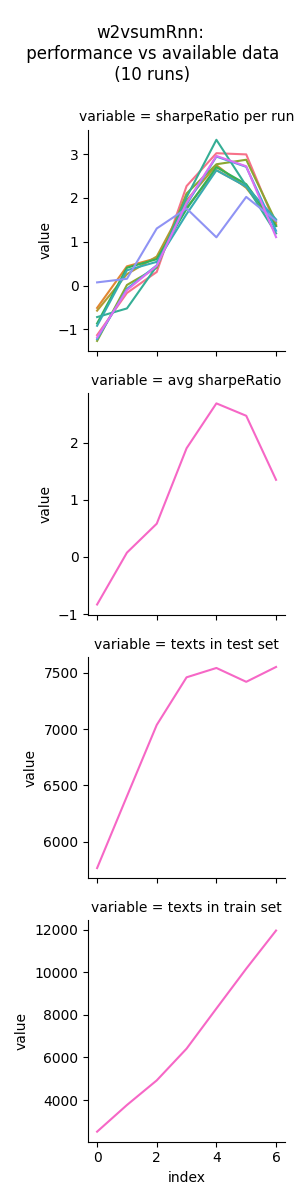 w2vsumRnn:
performance vs available data
(10 runs)
variable = sharpeRatio per run
3
2
1
0
−1
value
variable = avg sharpeRatio
2
1
0
−1
value
variable = texts in test set
7500
7000
6500
6000
value
variable = texts in train set
12000
10000
8000
6000
4000
value
0 2 4 6
index